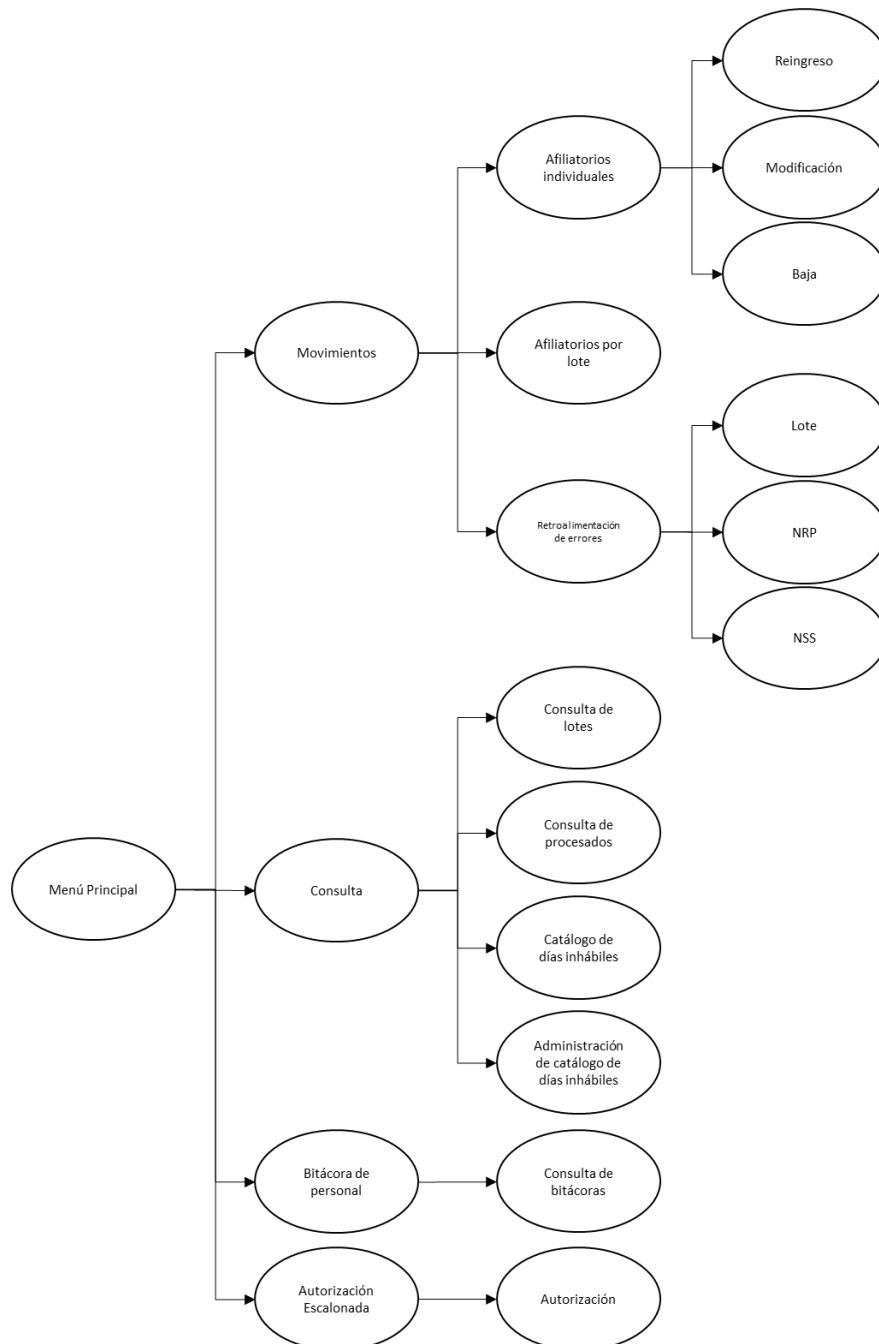 Reingreso
Afiliatorios
individuales
Modificación
Baja
Movimientos
Afiliatorios por
lote
Lote
Retroalimentación
de errores
NRP
NSS
Consulta de
lotes
Consulta de
procesados
Menú Principal
Consulta
Catálogo de
días inhábiles
Administración
de catálogo de
días inhábiles
Bitácora de
personal
Consulta de
bitácoras
Autorización
Escalonada
Autorización